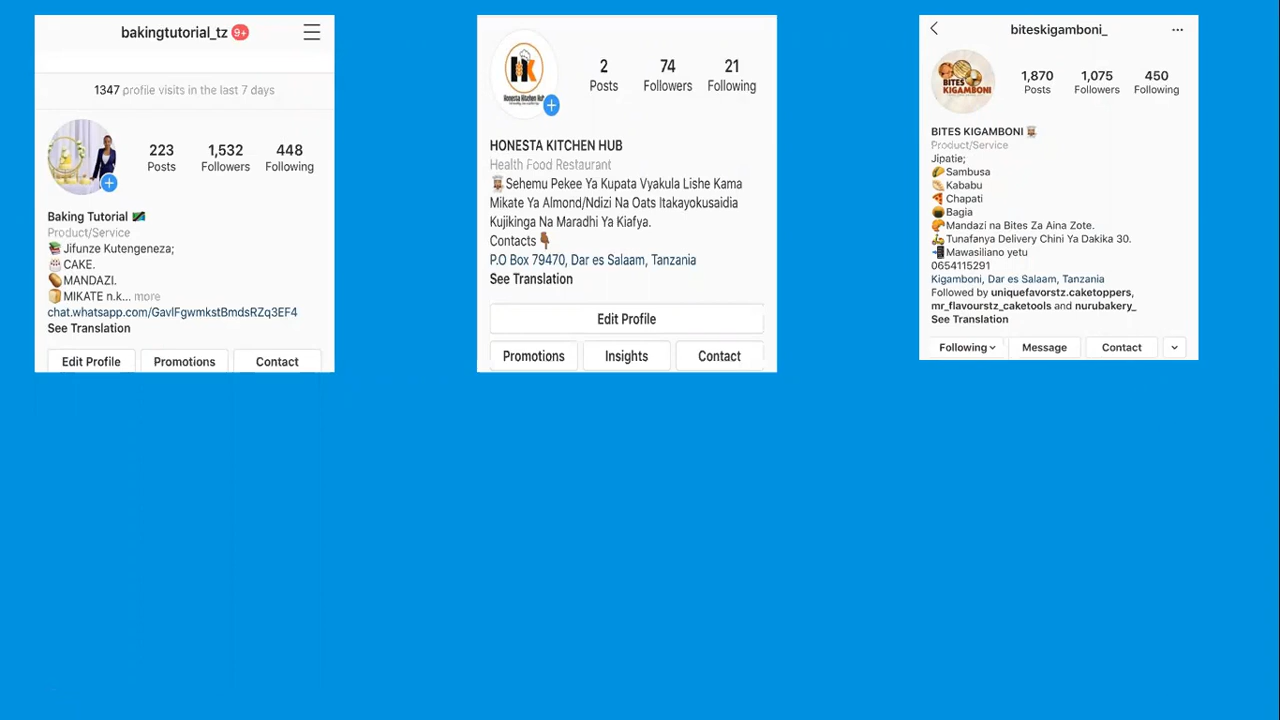 bakingtutorial_tz 9+
1347 profile visits in the last 7 days
223 1,532 448
Posts Followers Following
Baking Tutorial
Product/Service
Jifunze Kutengeneza;
CAKE.
MANDAZI.
MIKATE n.k... more
chat.whatsapp.com/GavlFgwmkstBmdsRZq3EF4
See Translation
Edit Profile Promotions Contact
HK
Honesta Kitchen Hub
2 74 21
Posts Followers Following
HONESTA KITCHEN HUB
Health Food Restaurant
Sehemu Pekee Ya Kupata Vyakula Lishe Kama
Mikate Ya Almond/Ndizi Na Oats Itakayokusaidia
Kujikinga Na Maradhi Ya Kiafya.
Contacts
P.O Box 79470, Dar es Salaam, Tanzania
See Translation
Edit Profile
Promotions Insights Contact
biteskigamboni_
BITES
KIGAMBONI
1,870 1,075 450
Posts Followers Following
BITES KIGAMBONI
Product/Service
Jipatie;
Sambusa
Kababu
Chapati
Bagia
Mandazi na Bites Za Aina Zote.
Tunafanya Delivery Chini Ya Dakika 30.
Mawasiliano yetu
0654115291
Kigamboni, Dar es Salaam, Tanzania
Followed by uniquefavorstz.caketoppers,
mr_flavourstz_caketools and nurubakery_
See Translation
Following Message Contact